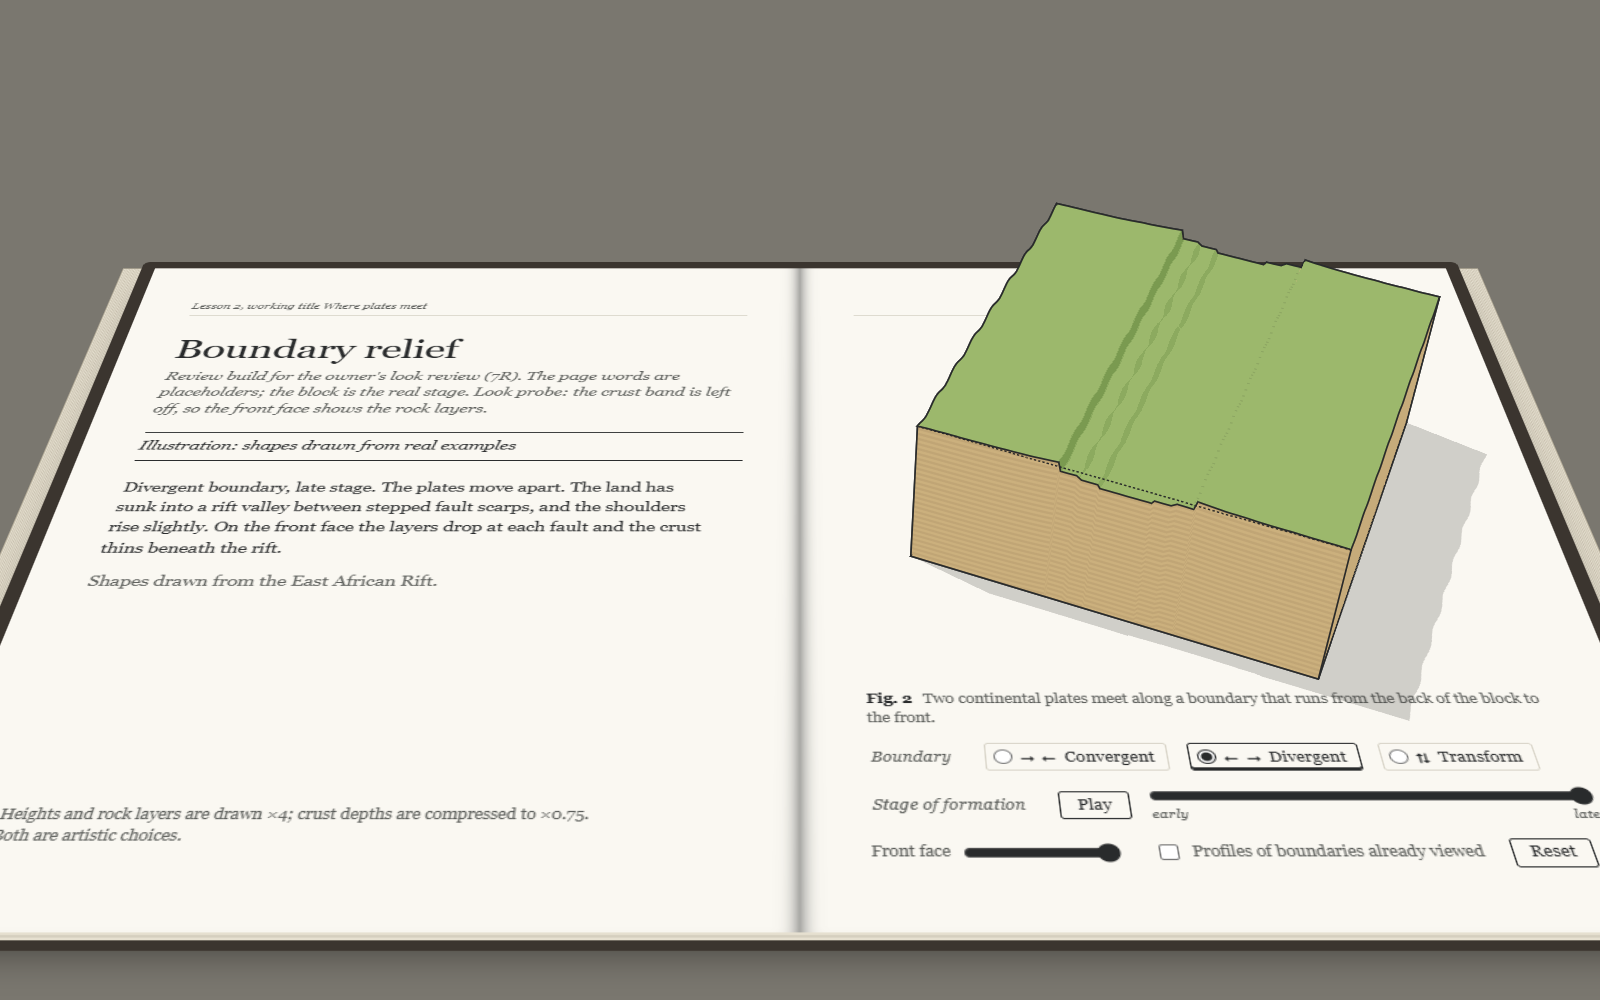 Lesson 2, working title Where plates meet
Boundary relief
Review build for the owner's look review (7R). The page words are
placeholders; the block is the real stage. Look probe: the crust band is left
off, so the front face shows the rock layers.
Illustration: shapes drawn from real examples
Divergent boundary, late stage. The plates move apart. The land has
sunk into a rift valley between stepped fault scarps, and the shoulders
rise slightly. On the front face the layers drop at each fault and the crust
thins beneath the rift.
Shapes drawn from the East African Rift.
Heights and rock layers are drawn ×4; crust depths are compressed to ×0.75.
Both are artistic choices.
Fig. 2 Two continental plates meet along a boundary that runs from the back of the block to
the front.
Boundary → ← Convergent ← → Divergent ⇅ Transform
Stage of formation Play
early late
Front face Profiles of boundaries already viewed Reset